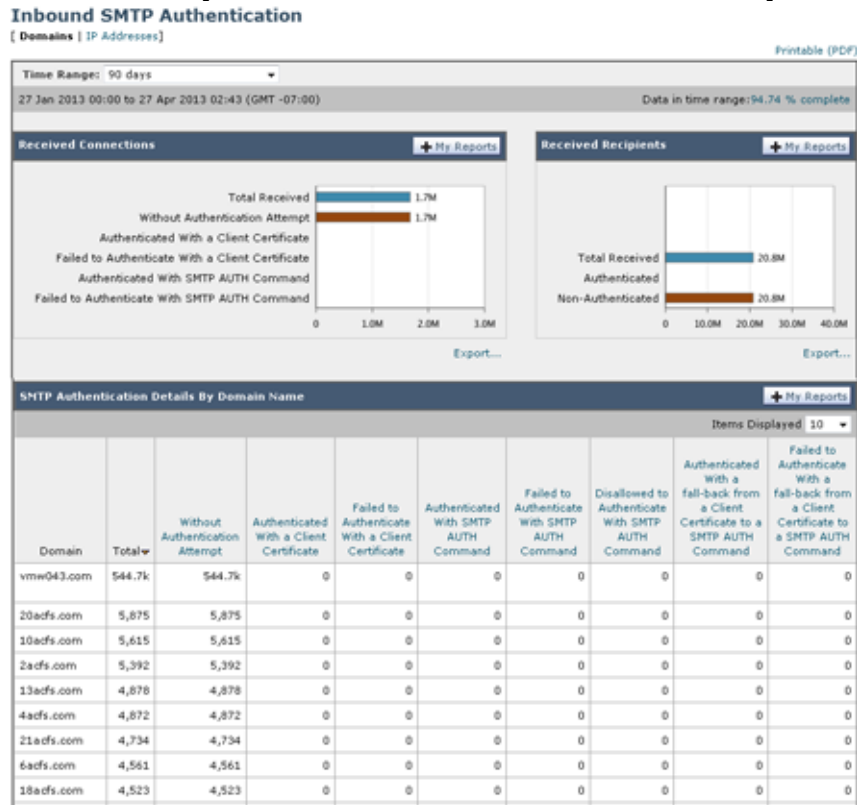 Inbound SMTP Authentication
[ Domains | IP Addresses]
Printable (PDF)
Time Range: 90 days
27 Jan 2013 00:00 to 27 Apr 2013 02:43 (GMT -07:00)
Data in time range:94.74 % complete
Received Connections
My Reports
Total Received 1.7M
Without Authentication Attempt 1.7M
Authenticated With a Client Certificate
Failed to Authenticate With a Client Certificate
Authenticated With SMTP AUTH Command
Failed to Authenticate With SMTP AUTH Command
0 1.0M 2.0M 3.0M
Export...
Received Recipients
My Reports
Total Received 20.8M
Authenticated
Non-Authenticated 20.8M
0 10.0M 20.0M 30.0M 40.0M
Export...
SMTP Authentication Details By Domain Name
My Reports
Items Displayed 10
Domain
Total
Without
Authentication
Attempt
Authenticated
With a Client
Certificate
Failed to
Authenticate
With a Client
Certificate
Authenticated
With SMTP
AUTH
Command
Failed to
Authenticate
With SMTP
AUTH
Command
Disallowed to
Authenticate
With SMTP
AUTH
Command
Authenticated
With a
fall-back from
a Client
Certificate to a
SMTP AUTH
Command
Failed to
Authenticate
With a
fall-back from
a Client
Certificate to
a SMTP AUTH
Command
vmw043.com 544.7k 544.7k 0 0 0 0 0 0 0
20acfs.com 5,875 5,875 0 0 0 0 0 0 0
10acfs.com 5,615 5,615 0 0 0 0 0 0 0
2acfs.com 5,392 5,392 0 0 0 0 0 0 0
13acfs.com 4,878 4,878 0 0 0 0 0 0 0
4acfs.com 4,872 4,872 0 0 0 0 0 0 0
21acfs.com 4,734 4,734 0 0 0 0 0 0 0
6acfs.com 4,561 4,561 0 0 0 0 0 0 0
18acfs.com 4,523 4,523 0 0 0 0 0 0 0